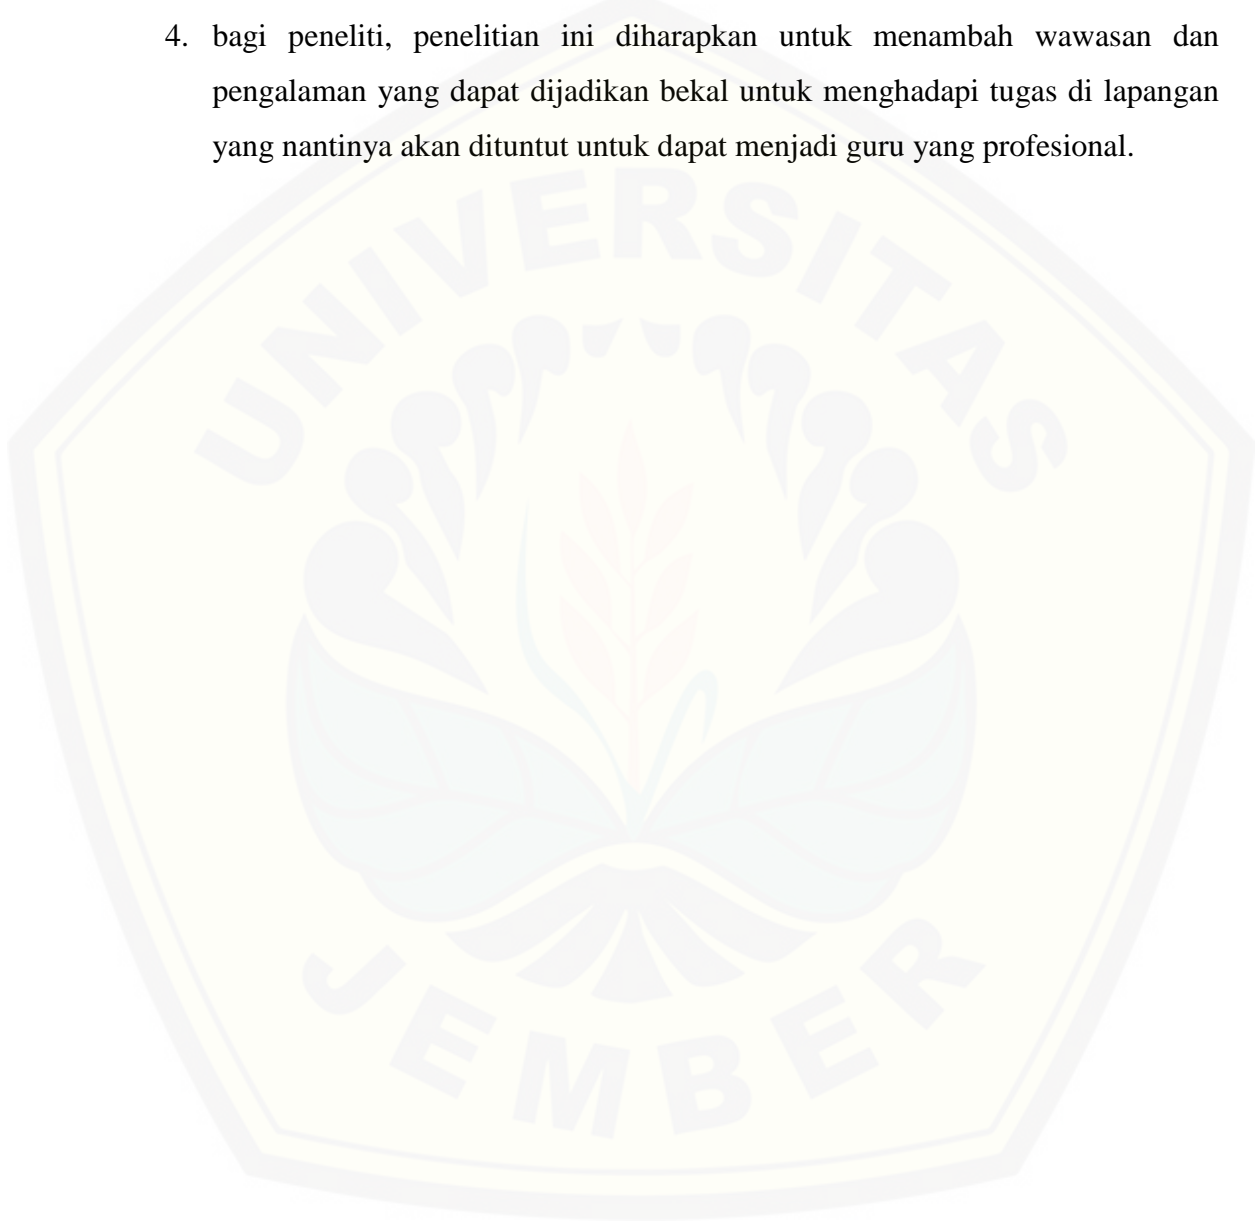 4. bagi peneliti, penelitian ini diharapkan untuk menambah wawasan dan
pengalaman yang dapat dijadikan bekal untuk menghadapi tugas di lapangan
yang nantinya akan dituntut untuk dapat menjadi guru yang profesional.
UNIVERSITAS
JEMBER